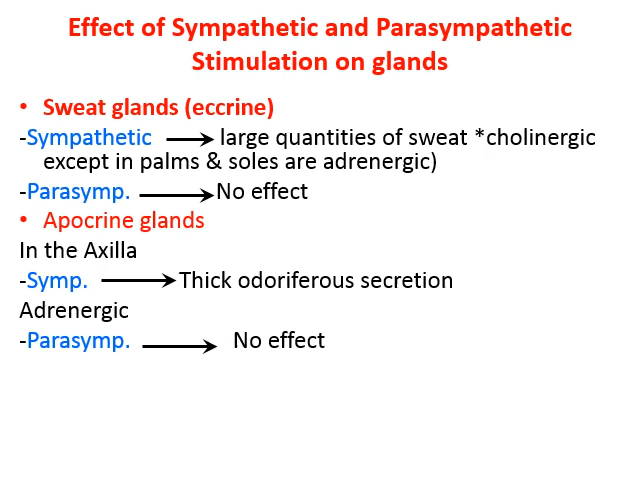 Effect of Sympathetic and Parasympathetic
Stimulation on glands
• Sweat glands (eccrine)
-Sympathetic ⟶ large quantities of sweat *cholinergic
except in palms & soles are adrenergic)
-Parasymp. ⟶ No effect
• Apocrine glands
In the Axilla
-Symp. ⟶ Thick odoriferous secretion
Adrenergic
-Parasymp. ⟶ No effect